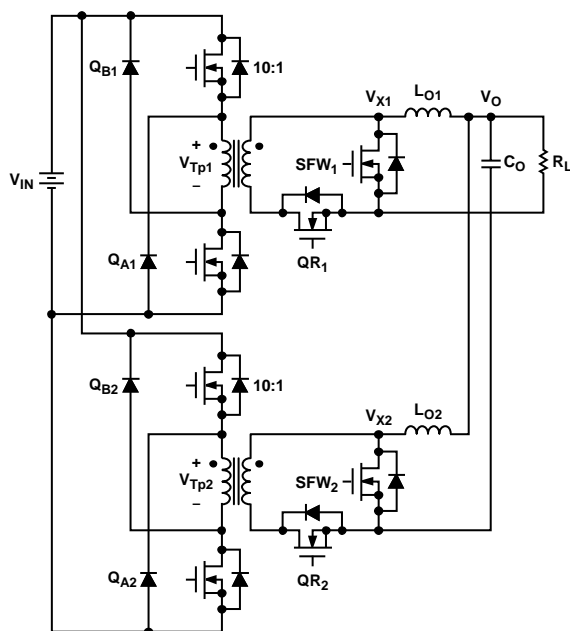 Q_B1
10:1
V_X1
L_O1
V_O
+
V_Tp1
–
SFW_1
C_O
R_L
V_IN
Q_A1
QR_1
Q_B2
10:1
V_X2
L_O2
+
V_Tp2
–
SFW_2
Q_A2
QR_2